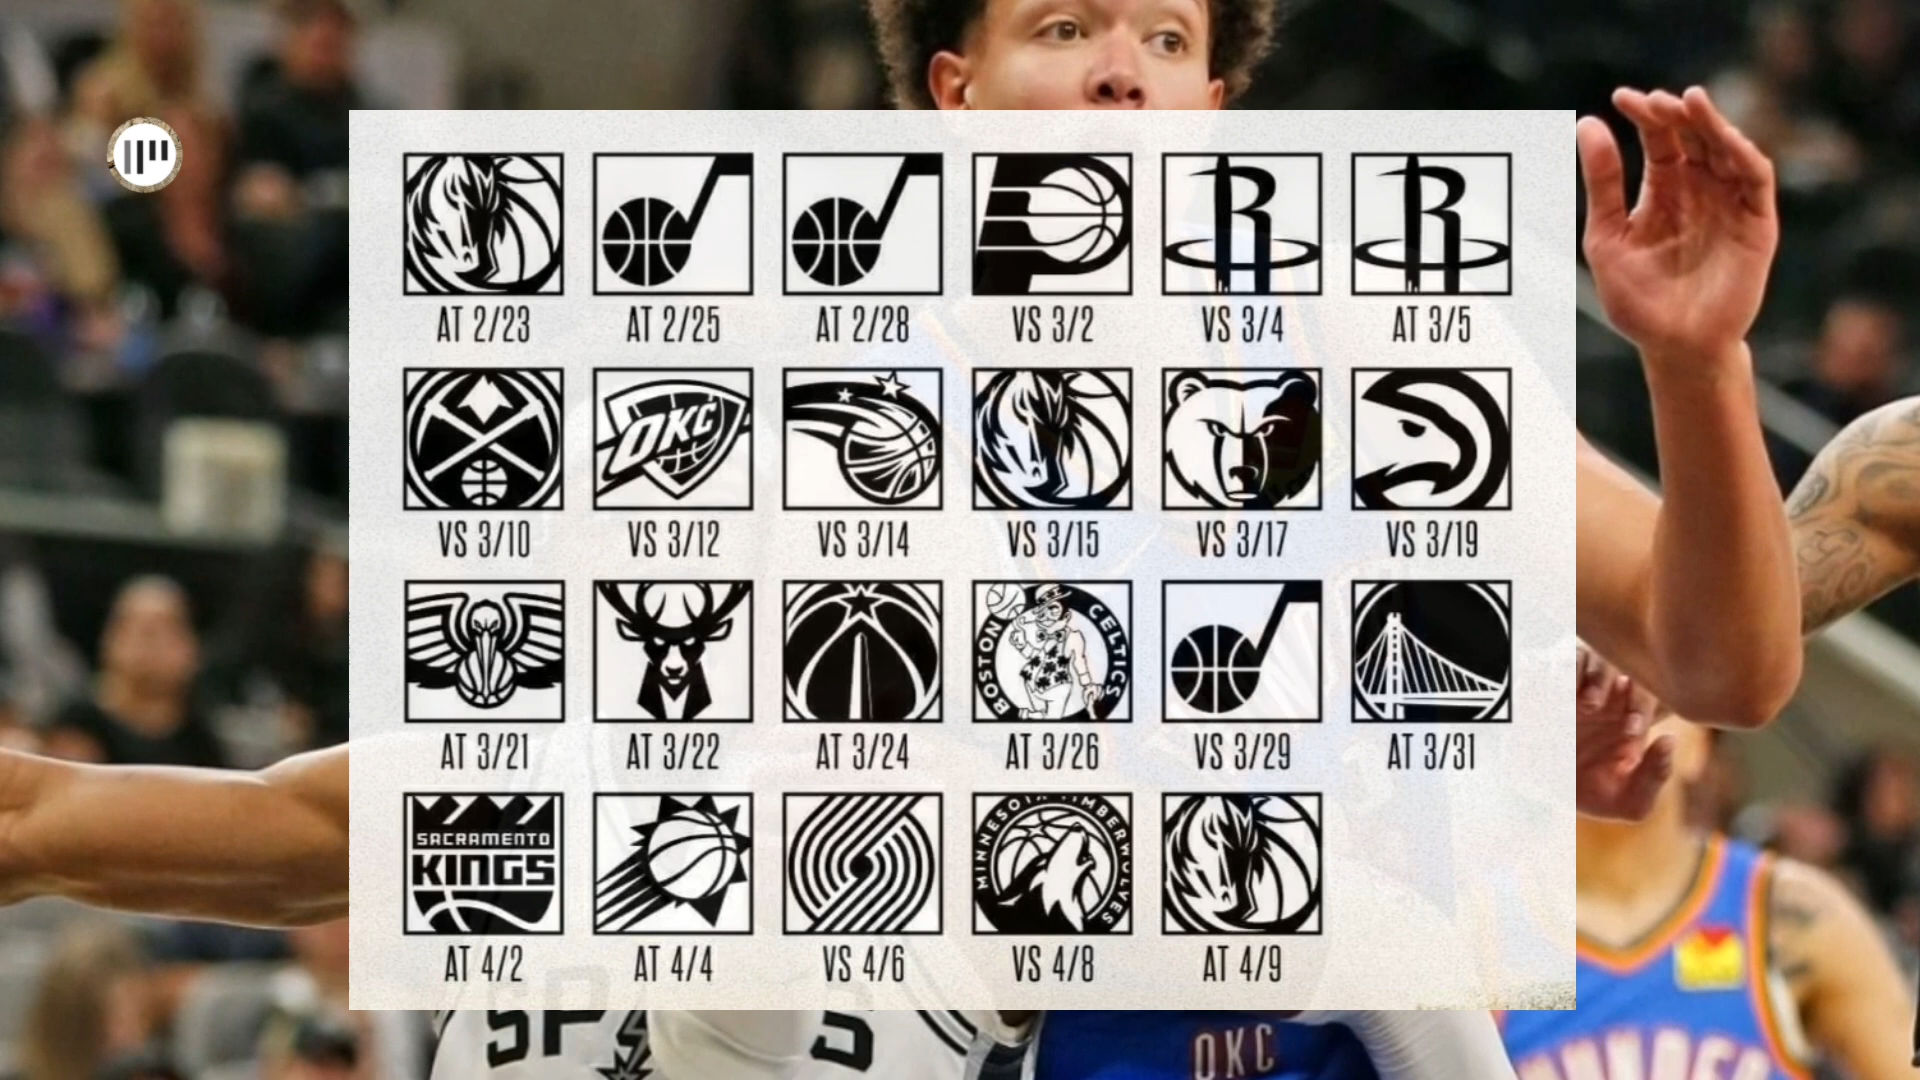 AT 2/23 AT 2/25 AT 2/28 VS 3/2 VS 3/4 AT 3/5
OKC
VS 3/10 VS 3/12 VS 3/14 VS 3/15 VS 3/17 VS 3/19
BOSTON CELTICS
AT 3/21 AT 3/22 AT 3/24 AT 3/26 VS 3/29 AT 3/31
MINNESOTA TIMBERWOLVES
SACRAMENTO
KINGS
AT 4/2 AT 4/4 VS 4/6 VS 4/8 AT 4/9
SP S
OKC